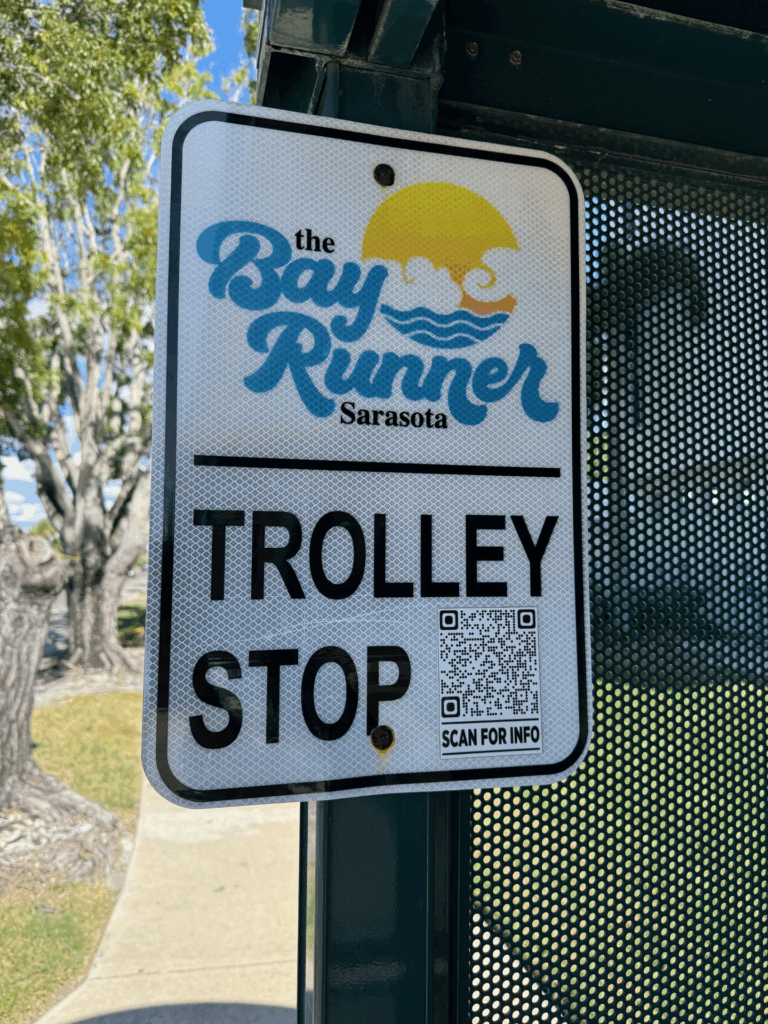 the
Bay
Runner
Sarasota
TROLLEY
STOP
SCAN FOR INFO